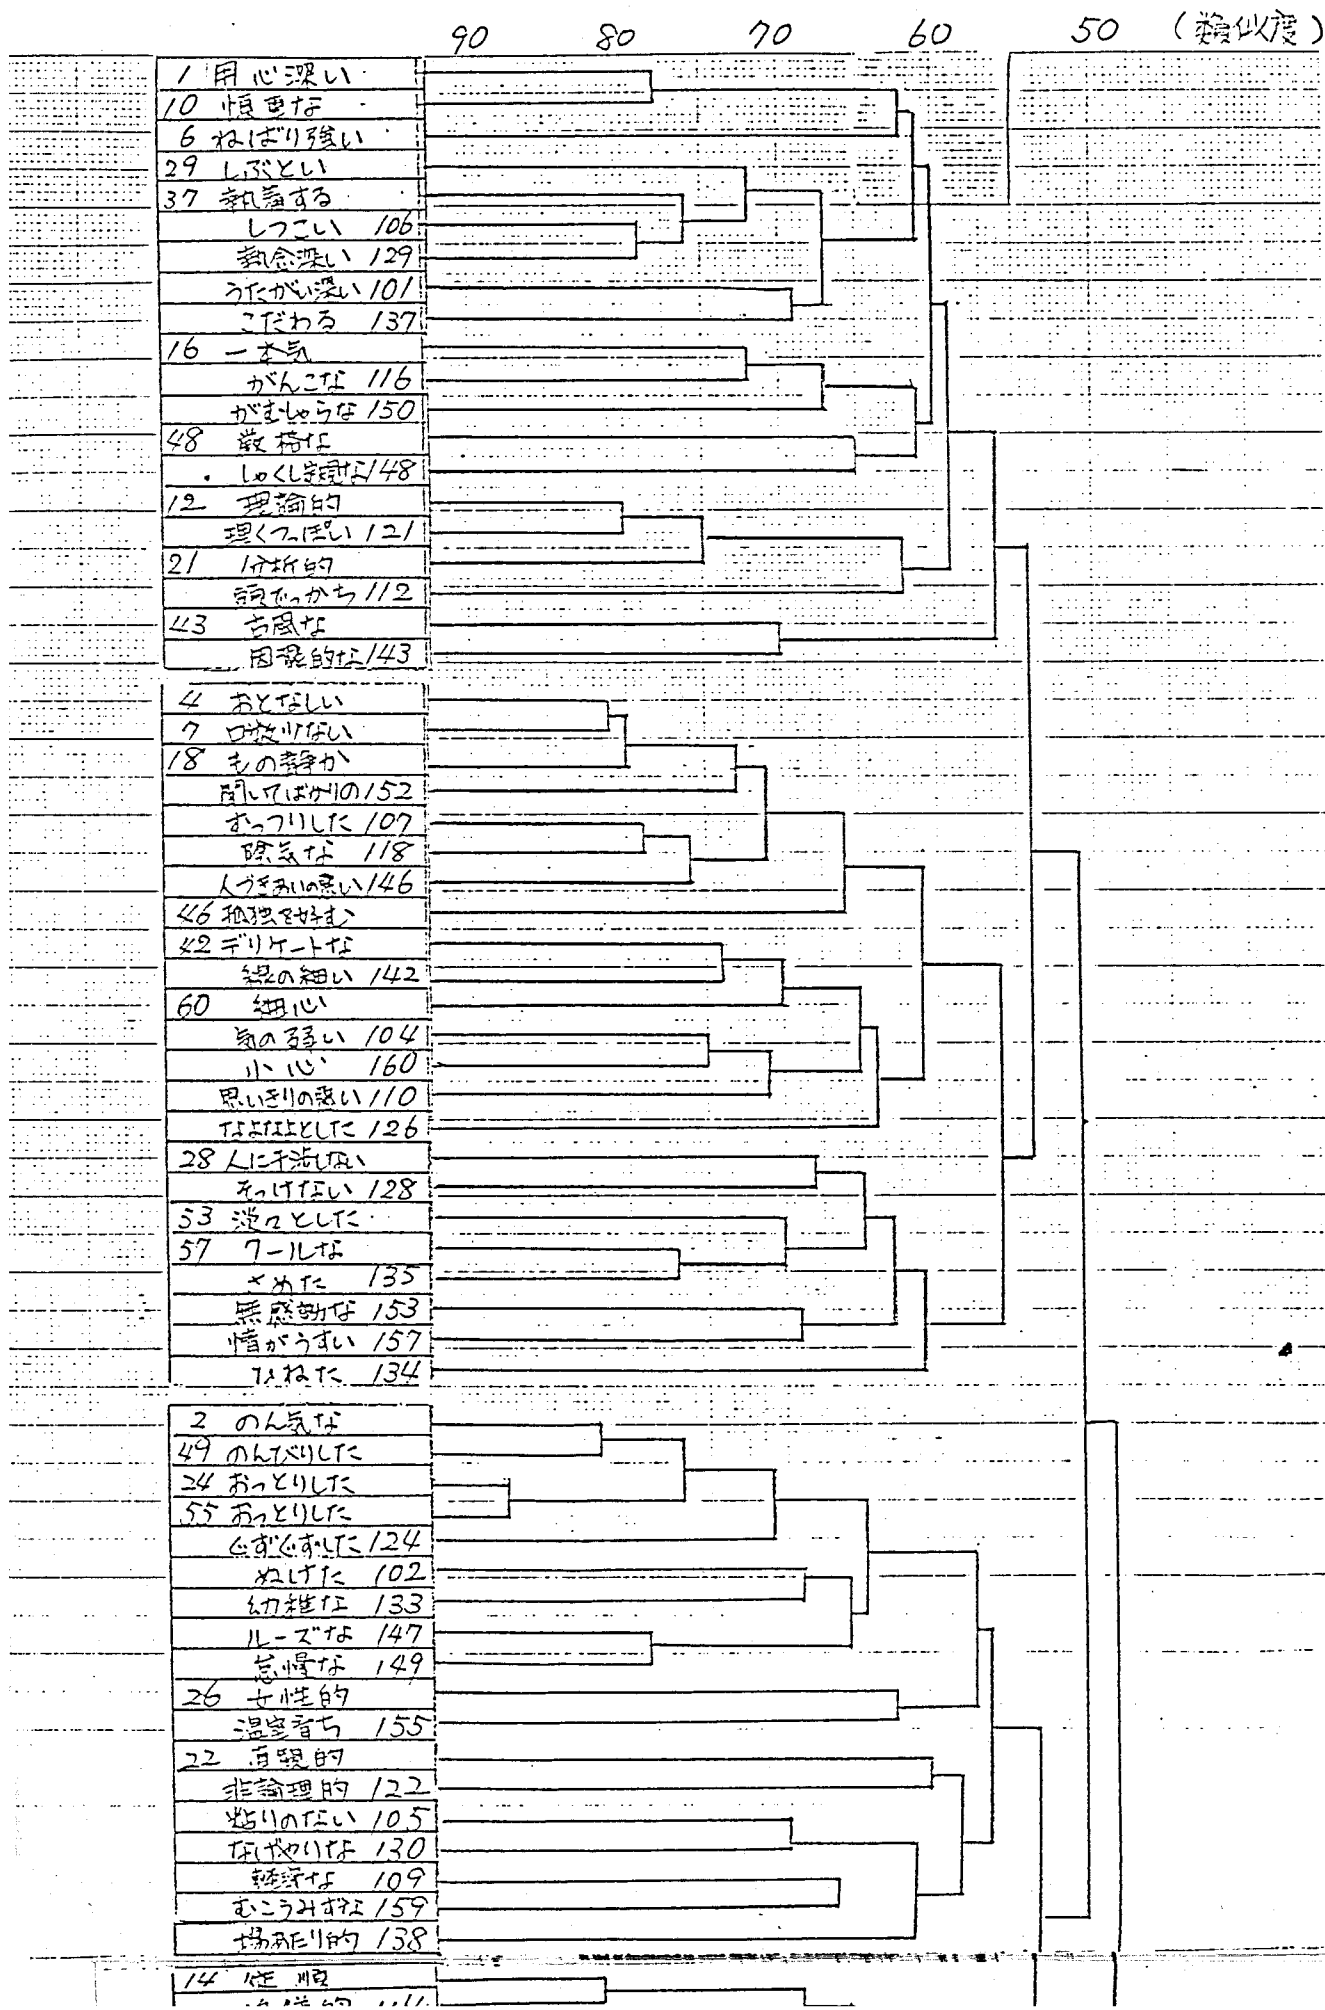 90 80 70 60 50 (類似度)
1 用心深い
10 慎重な
6 ねばり強い
29 しぶとい
37 執着する
しつこい 106
執念深い 129
うたがい深い 101
こだわる 137
16 一本気
がんこな 116
がむしゃらな 150
48 厳格な
しゃくし定規な 148
12 理論的
理くつっぽい 121
21 分析的
頭でっかち 112
43 古風な
因習的な 143
4 おとなしい
7 口数少ない
18 もの静か
聞いてばかりの 152
むっつりした 107
陰気な 118
人づきあいの悪い 146
46 孤独を好む
42 デリケートな
線の細い 142
60 細心
気の弱い 104
小心 160
思いきりの悪い 110
なよなよとした 126
28 人に干渉しない
そっけない 128
53 淡々とした
57 クールな
さめた 135
無感動な 153
情がうすい 157
ひねた 134
2 のん気な
49 のんびりした
24 おっとりした
55 おっとりした
ぐずぐずした 124
ぬけた 102
幼稚な 133
ルーズな 147
怠慢な 149
26 女性的
温室育ち 155
22 直観的
非論理的 122
粘りのない 105
なげやりな 130
軽率な 109
むこうみずな 159
場あたり的 138
14 従順